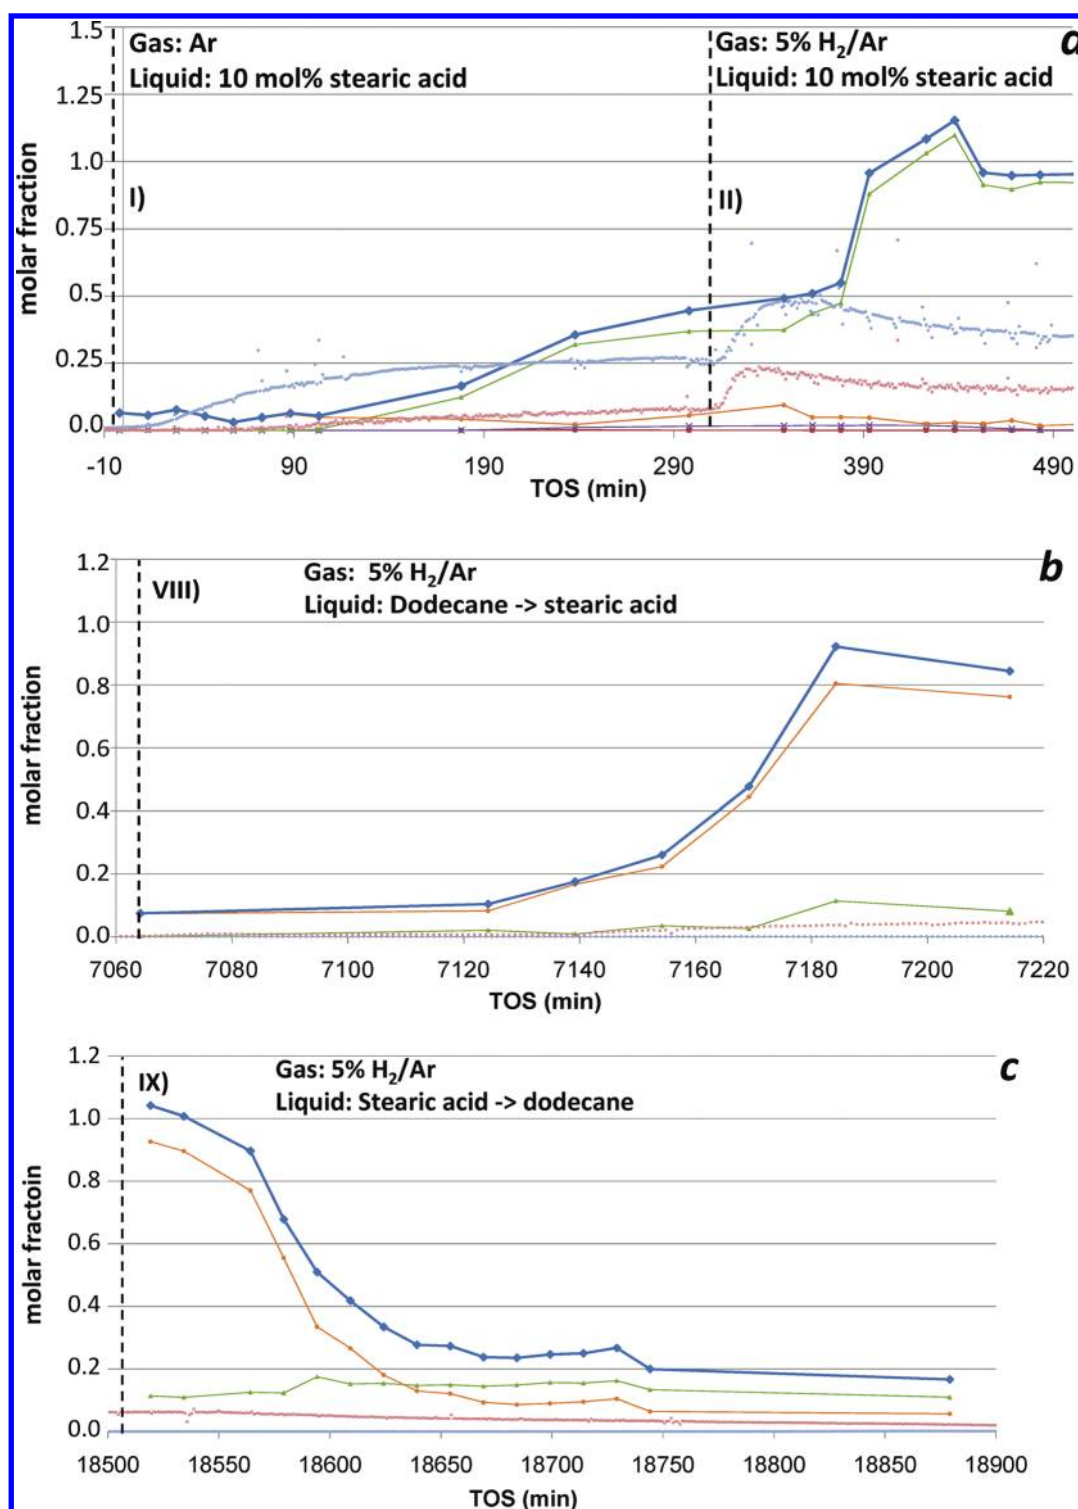 a
Gas: Ar
Liquid: 10 mol% stearic acid
Gas: 5% H2/Ar
Liquid: 10 mol% stearic acid
1.5
1.25
1.0
0.75
0.5
0.25
0.0
molar fraction
I)
II)
-10 90 190 290 390 490
TOS (min)
b
VIII)
Gas: 5% H2/Ar
Liquid: Dodecane -> stearic acid
1.2
1.0
0.8
0.6
0.4
0.2
0.0
molar fraction
7060 7080 7100 7120 7140 7160 7180 7200 7220
TOS (min)
c
IX)
Gas: 5% H2/Ar
Liquid: Stearic acid -> dodecane
1.2
1.0
0.8
0.6
0.4
0.2
0.0
molar fractoin
18500 18550 18600 18650 18700 18750 18800 18850 18900
TOS (min)